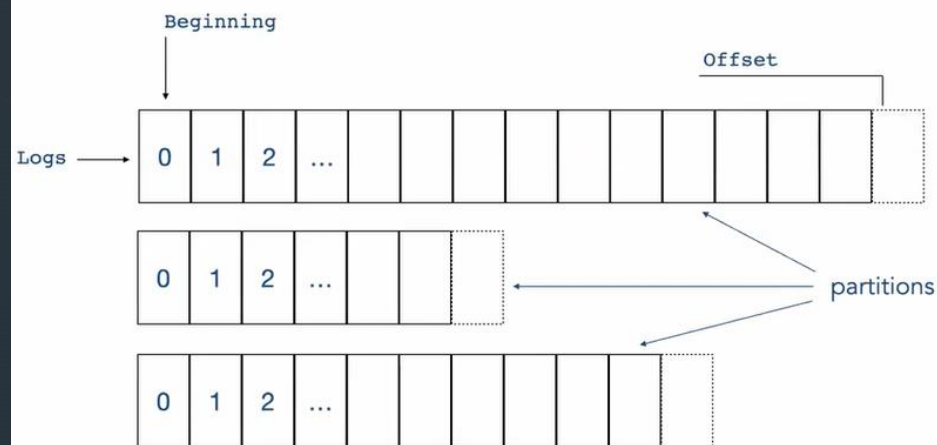 Beginning
Offset
Logs
0 1 2 ...
0 1 2 ...
partitions
0 1 2 ...